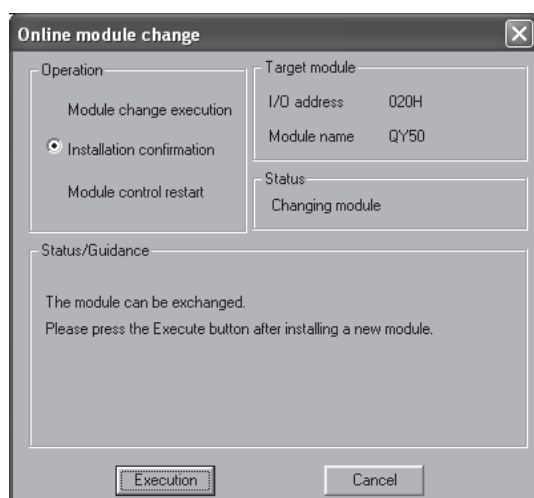 Online module change
Operation
Module change execution
Installation confirmation
Module control restart
Target module
I/O address 020H
Module name QY50
Status
Changing module
Status/Guidance
The module can be exchanged.
Please press the Execute button after installing a new module.
Execution Cancel